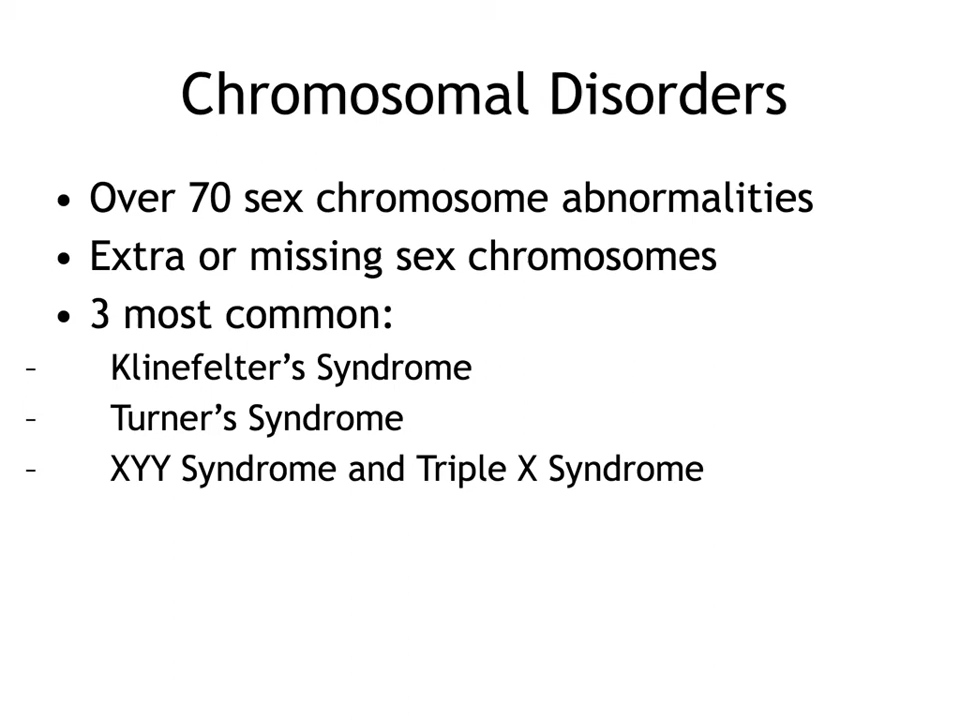 Chromosomal Disorders
• Over 70 sex chromosome abnormalities
• Extra or missing sex chromosomes
• 3 most common:
– Klinefelter’s Syndrome
– Turner’s Syndrome
– XYY Syndrome and Triple X Syndrome